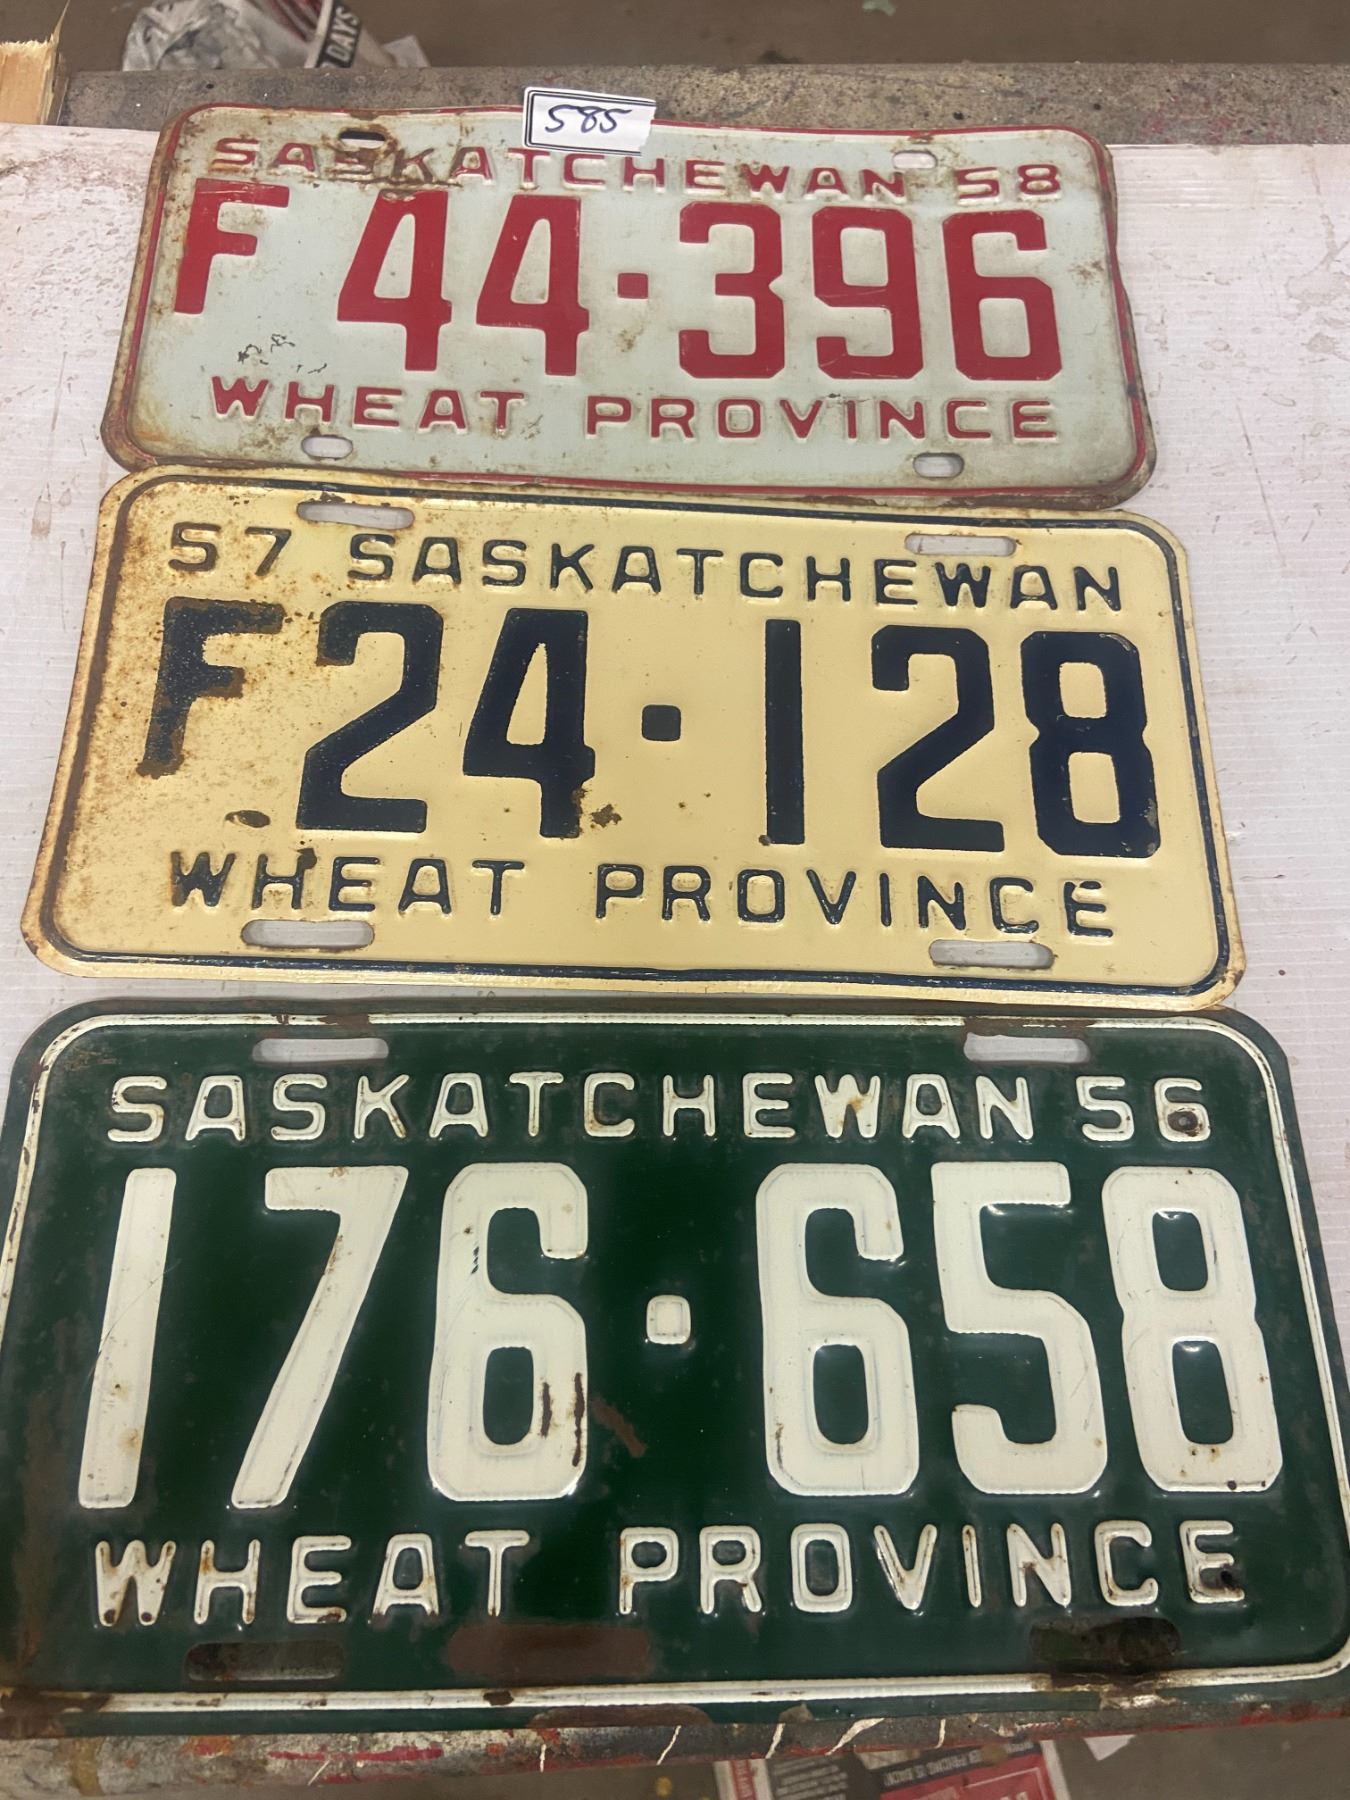 DAYS
585
SASKATCHEWAN 58
F 44·396
WHEAT PROVINCE
57 SASKATCHEWAN
F 24·128
WHEAT PROVINCE
SASKATCHEWAN 56
176·658
WHEAT PROVINCE